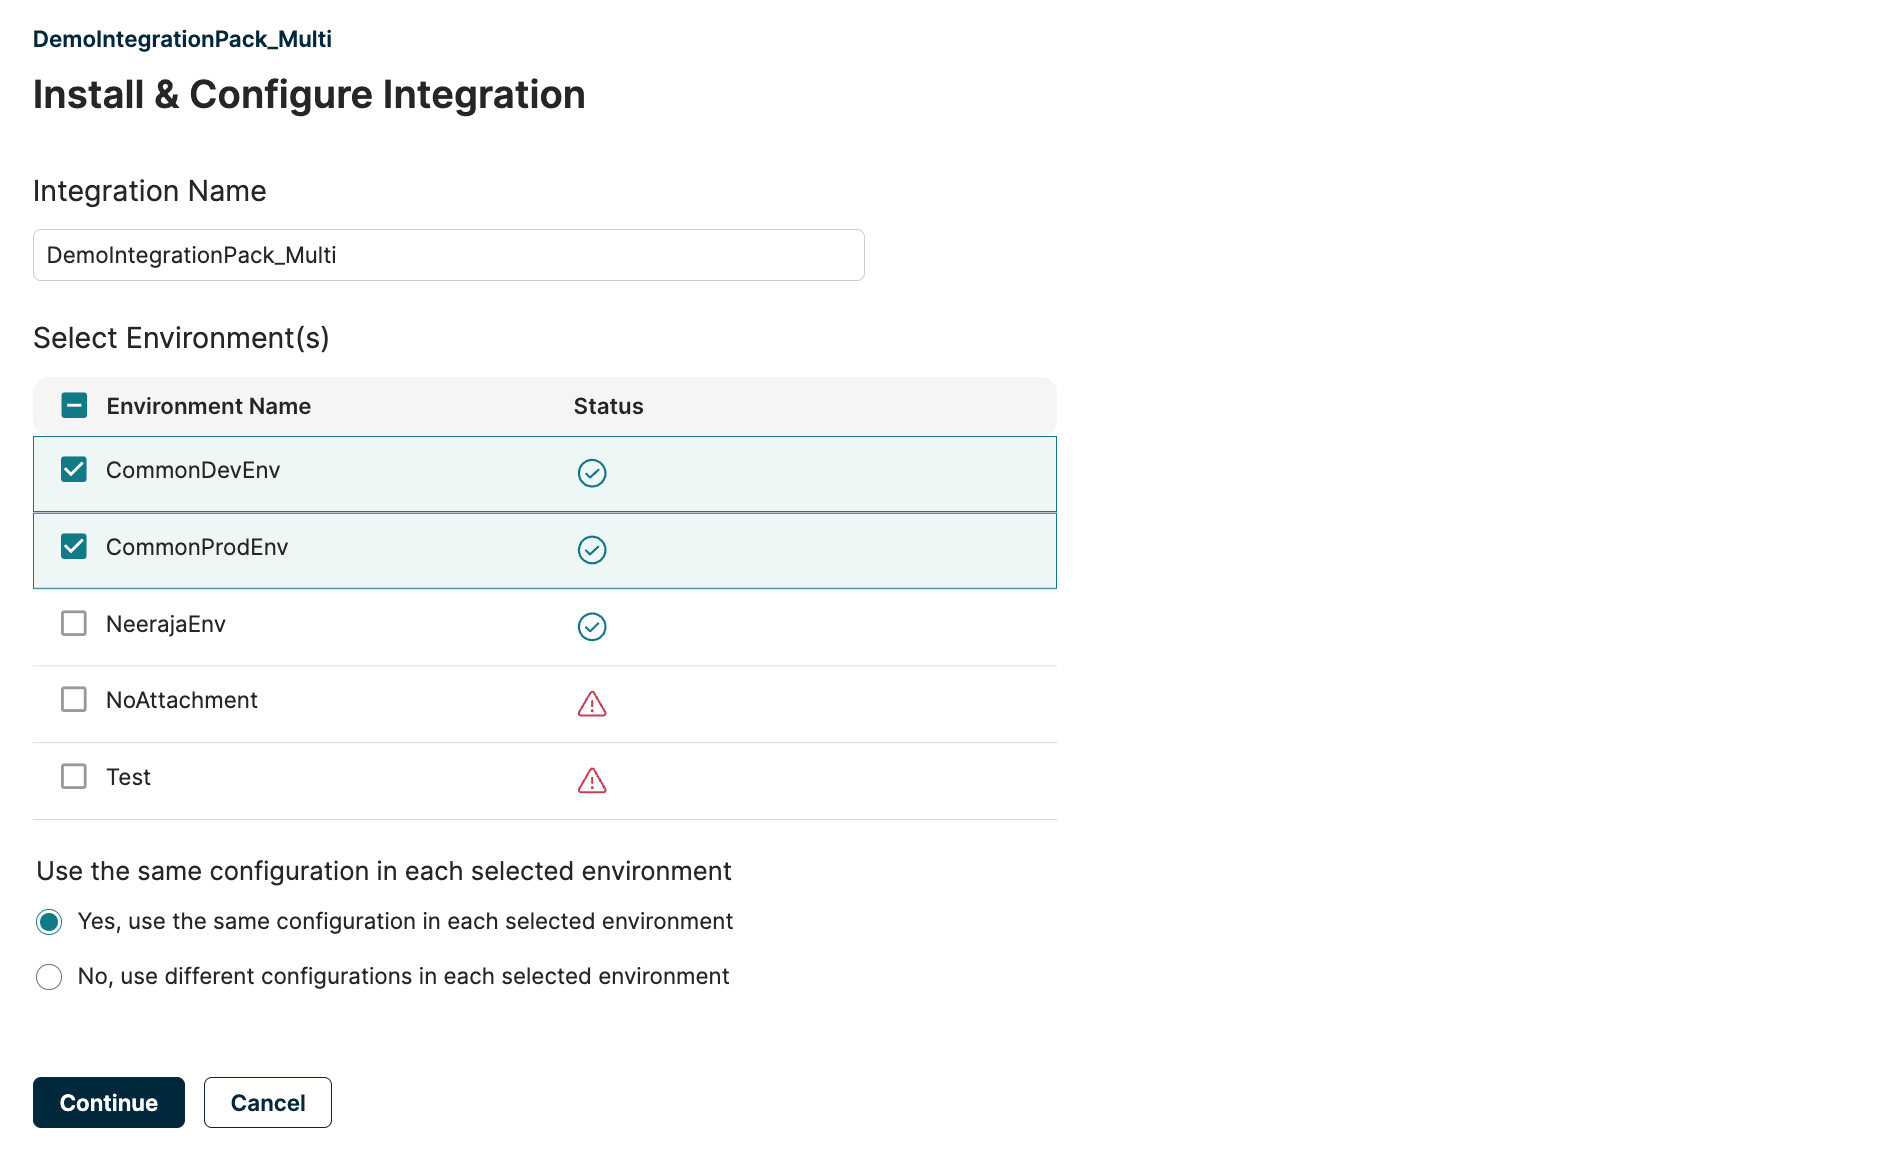 DemoIntegrationPack_Multi
Install & Configure Integration
Integration Name
DemoIntegrationPack_Multi
Select Environment(s)
Environment Name Status
CommonDevEnv
CommonProdEnv
NeerajaEnv
NoAttachment
Test
Use the same configuration in each selected environment
Yes, use the same configuration in each selected environment
No, use different configurations in each selected environment
Continue Cancel